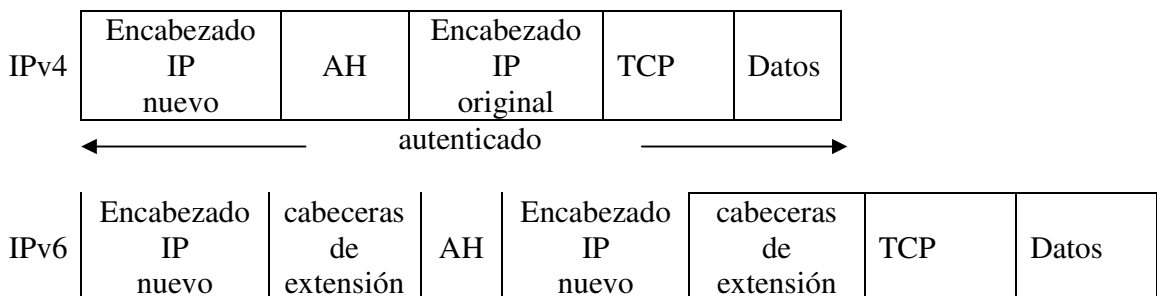 Encabezado Encabezado
IPv4 IP AH IP TCP Datos
nuevo original
autenticado
Encabezado cabeceras Encabezado cabeceras
IPv6 IP de AH IP de TCP Datos
nuevo extensión nuevo extensión